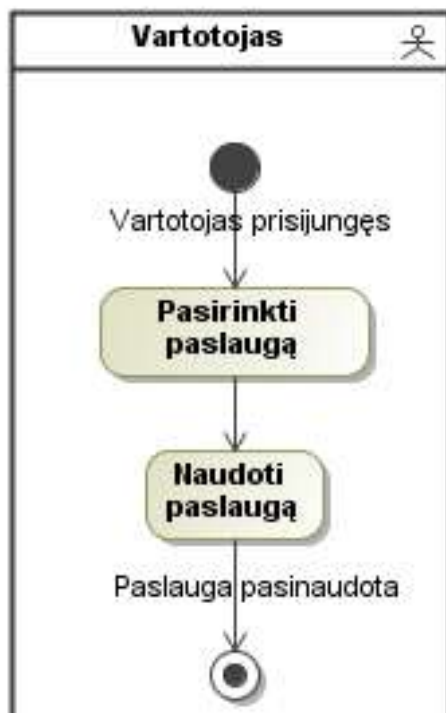 Vartotojas
Vartotojas prisijungęs
Pasirinkti
paslaugą
Naudoti
paslaugą
Paslauga pasinaudota